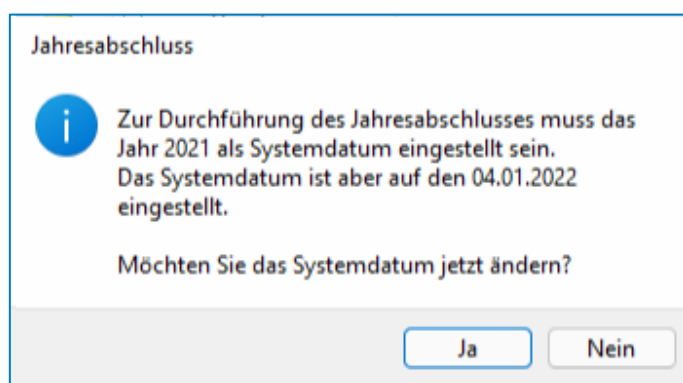 Jahresabschluss
i
Zur Durchführung des Jahresabschlusses muss das
Jahr 2021 als Systemdatum eingestellt sein.
Das Systemdatum ist aber auf den 04.01.2022
eingestellt.
Möchten Sie das Systemdatum jetzt ändern?
Ja
Nein